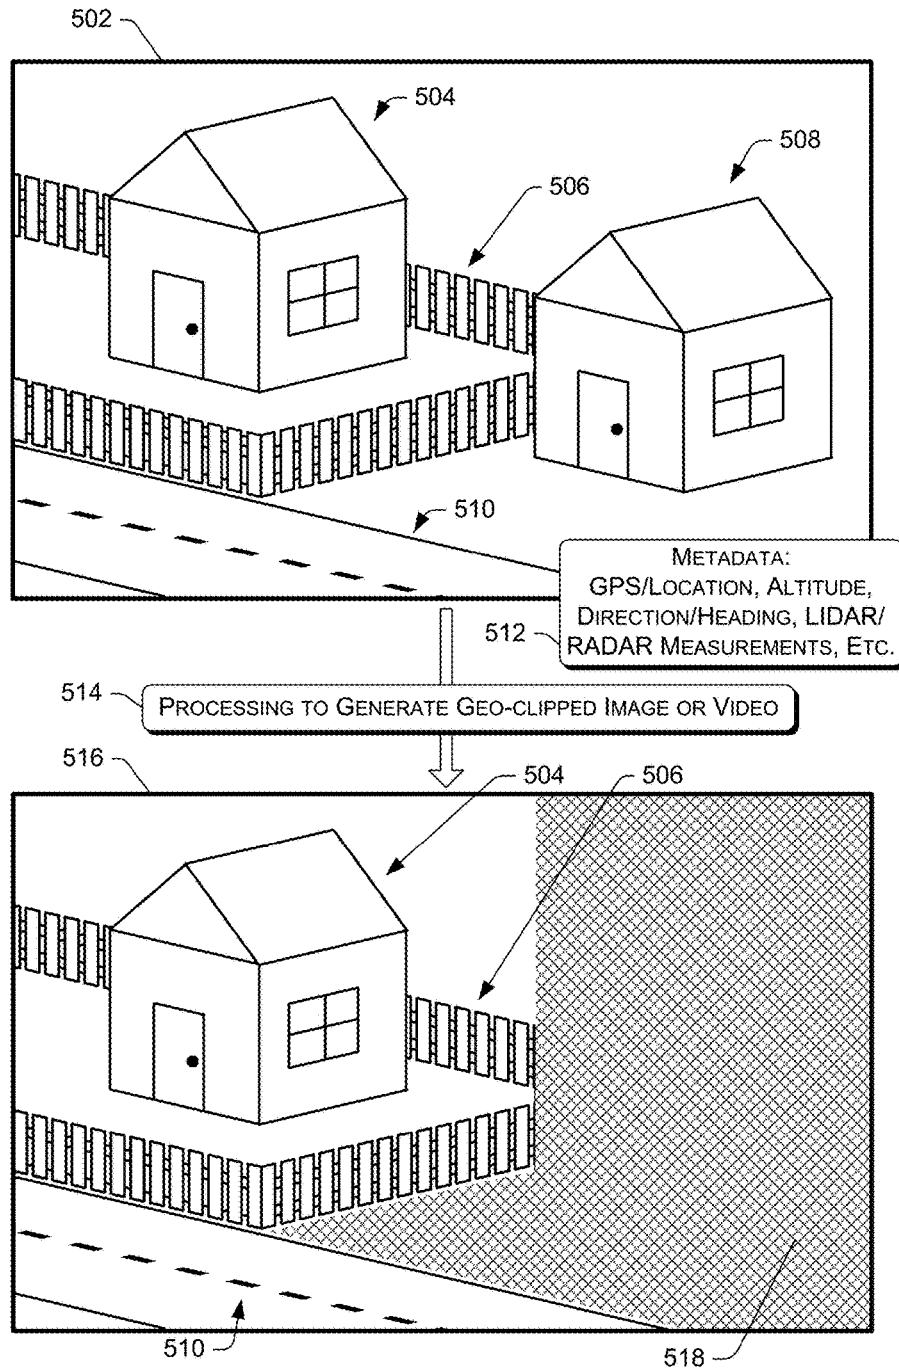 502
504
508
506
510
METADATA:
GPS/LOCATION, ALTITUDE,
DIRECTION/HEADING, LIDAR/
RADAR MEASUREMENTS, ETC.
512
514
PROCESSING TO GENERATE GEO-CLIPPED IMAGE OR VIDEO
516
504
506
510
518